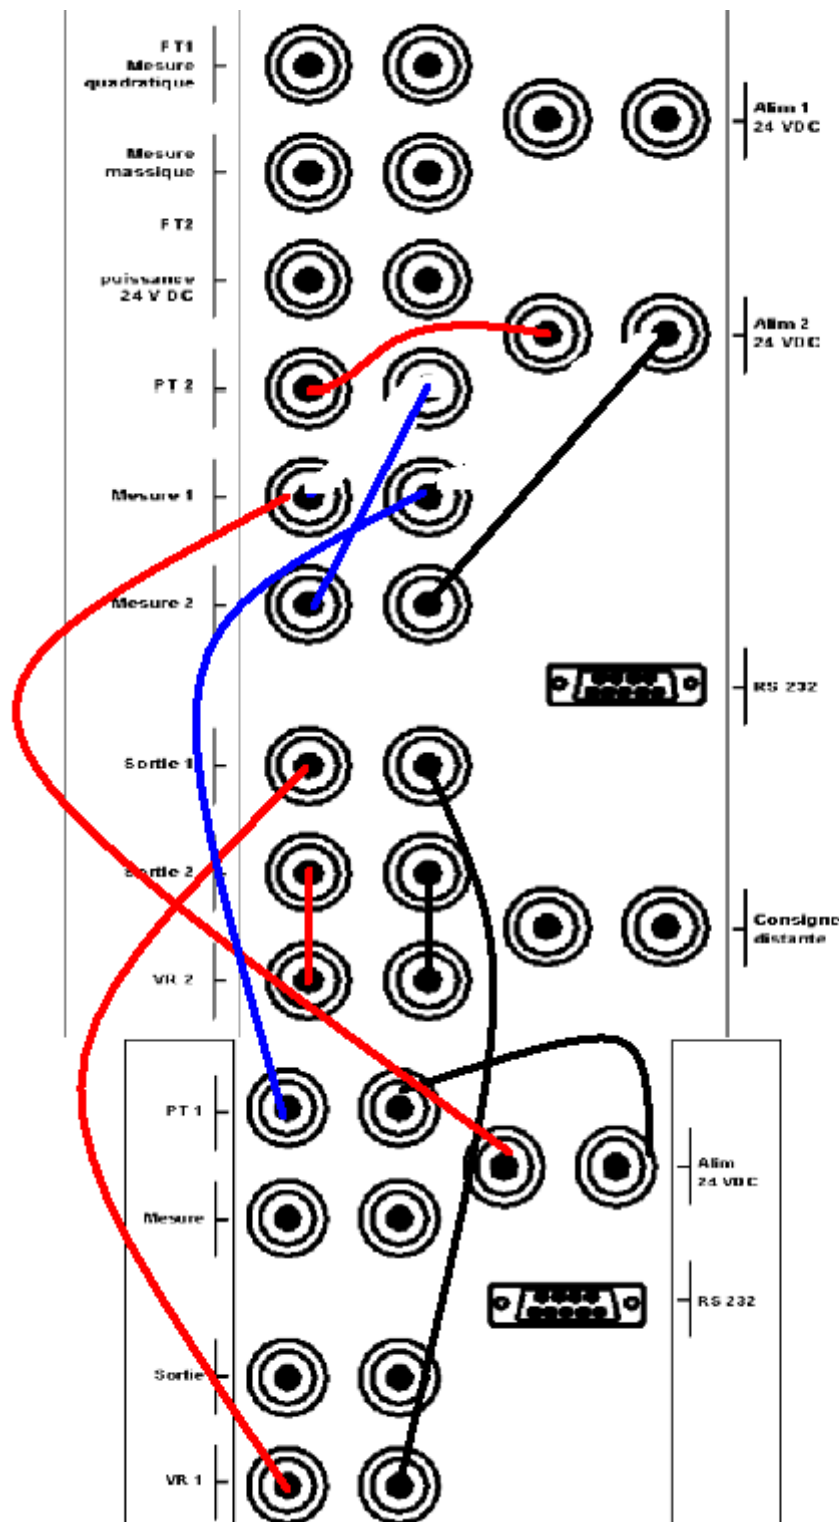 FT1
Mesure
quadratique
Alim 1
24 VDC
Mesure
massique
FT2
puissance
24 V DC
Alim 2
24 VDC
PT 2
Mesure 1
Mesure 2
RS 232
Sortie 1
Sortie 2
Consigne
distante
VR 2
PT 1
Alim
24 VDC
Mesure
RS 232
Sortie
VR 1